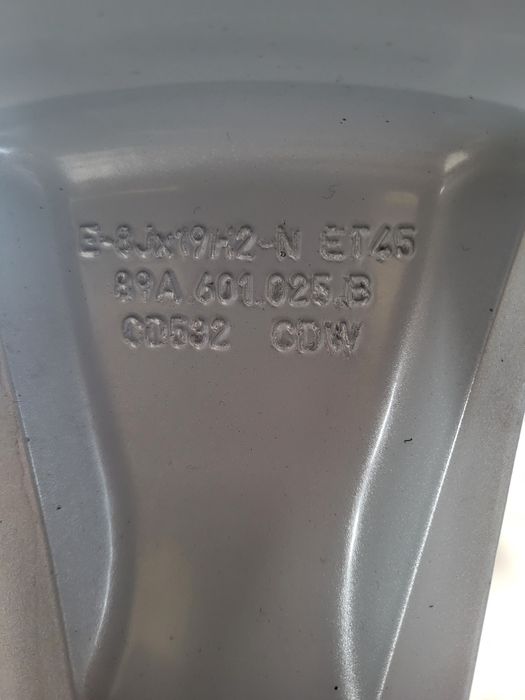 E-8Jx19H2-N ET45
89A.601.025.B
CD532 CDW